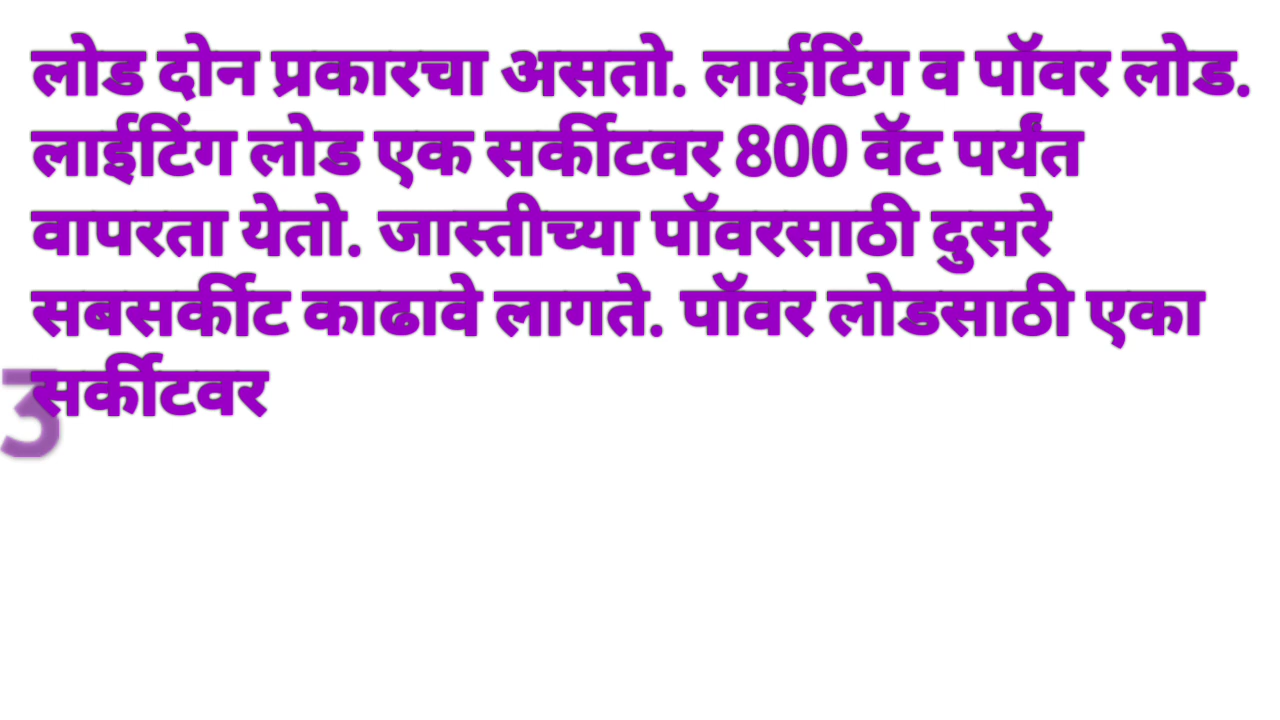 लोड दोन प्रकारचा असतो. लाईटिंग व पॉवर लोड.
लाईटिंग लोड एक सर्कीटवर 800 वॅट पर्यंत
वापरता येतो. जास्तीच्या पॉवरसाठी दुसरे
सबसर्कीट काढावे लागते. पॉवर लोडसाठी एका
सर्कीटवर